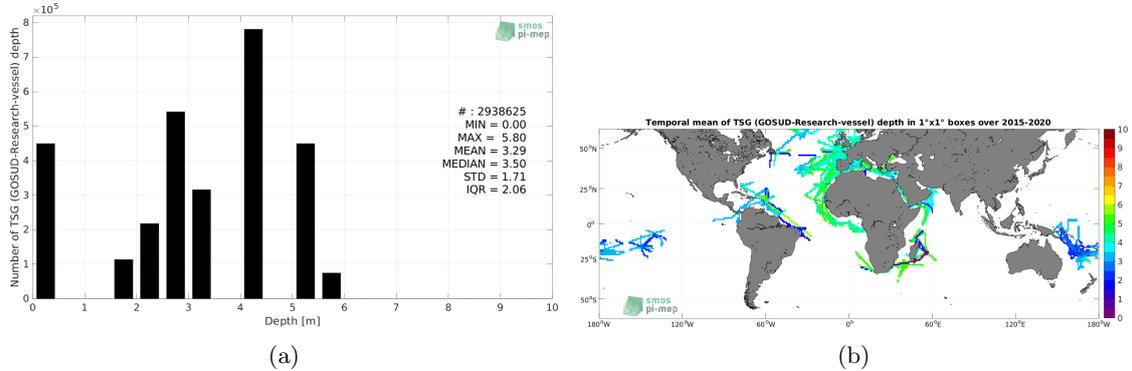 ×10⁵
8
7
6
5
4
3
2
1
0
Number of TSG (GOSUD-Research-vessel) depth
0 1 2 3 4 5 6 7 8 9 10
Depth [m]
smos
pi-mep
# : 2938625
MIN = 0.00
MAX = 5.80
MEAN = 3.29
MEDIAN = 3.50
STD = 1.71
IQR = 2.06
(a)
Temporal mean of TSG (GOSUD-Research-vessel) depth in 1°x1° boxes over 2015-2020
50°N
25°N
0°
25°S
50°S
180°W 120°W 60°W 0° 60°E 120°E 180°W
smos
pi-mep
10
9
8
7
6
5
4
3
2
1
0
(b)